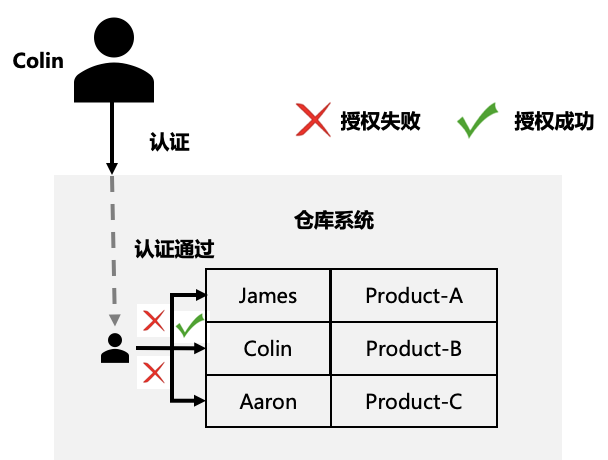 Colin
认证
授权失败
授权成功
仓库系统
认证通过
James Product-A
Colin Product-B
Aaron Product-C